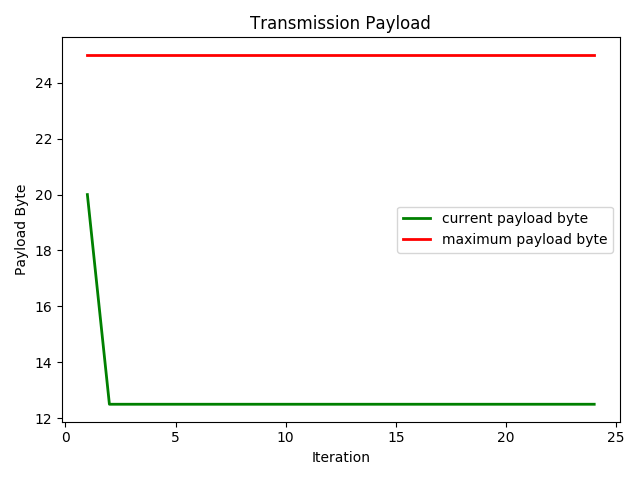 Transmission Payload
Payload Byte
24
22
20
18
16
14
12
current payload byte
maximum payload byte
0 5 10 15 20 25
Iteration